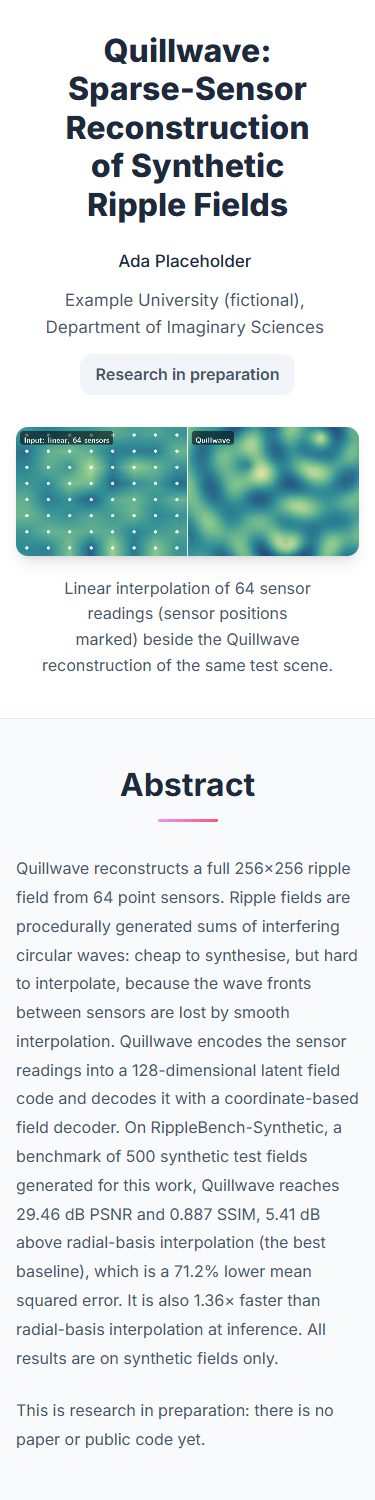 Quillwave:
Sparse-Sensor
Reconstruction
of Synthetic
Ripple Fields
Ada Placeholder
Example University (fictional),
Department of Imaginary Sciences
Research in preparation
Input: linear, 64 sensors
Quillwave
Linear interpolation of 64 sensor
readings (sensor positions
marked) beside the Quillwave
reconstruction of the same test scene.
Abstract
Quillwave reconstructs a full 256×256 ripple
field from 64 point sensors. Ripple fields are
procedurally generated sums of interfering
circular waves: cheap to synthesise, but hard
to interpolate, because the wave fronts
between sensors are lost by smooth
interpolation. Quillwave encodes the sensor
readings into a 128-dimensional latent field
code and decodes it with a coordinate-based
field decoder. On RippleBench-Synthetic, a
benchmark of 500 synthetic test fields
generated for this work, Quillwave reaches
29.46 dB PSNR and 0.887 SSIM, 5.41 dB
above radial-basis interpolation (the best
baseline), which is a 71.2% lower mean
squared error. It is also 1.36× faster than
radial-basis interpolation at inference. All
results are on synthetic fields only.
This is research in preparation: there is no
paper or public code yet.